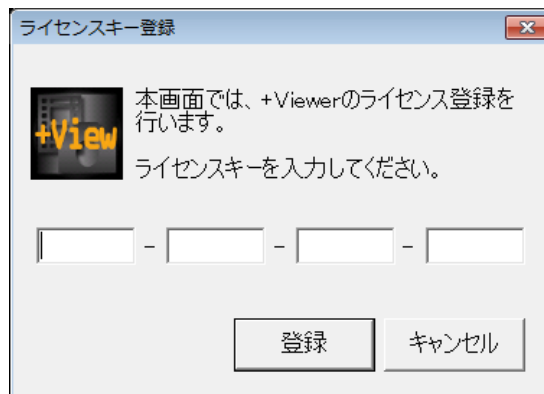 ライセンスキー登録
+View
本画面では、+Viewerのライセンス登録を
行います。
ライセンスキーを入力してください。
- - -
登録 キャンセル